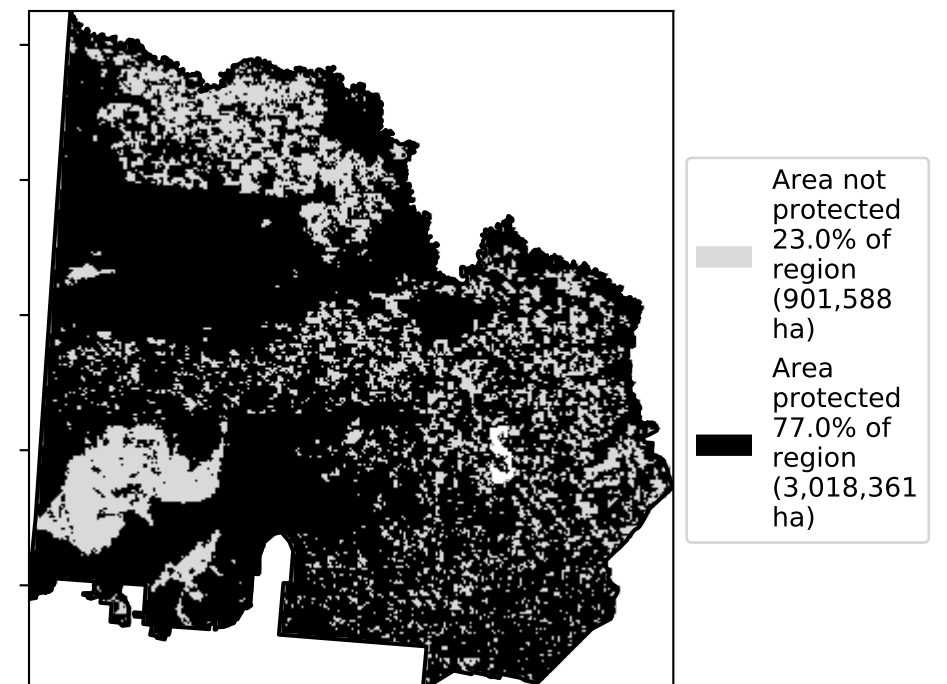 Area not
protected
23.0% of
region
(901,588
ha)
Area
protected
77.0% of
region
(3,018,361
ha)